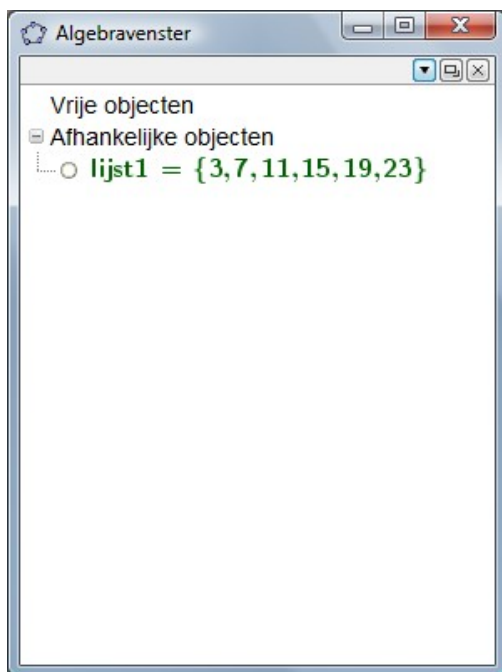 Algebravenster
Vrije objecten
Afhankelijke objecten
lijst1 = {3,7,11,15,19,23}